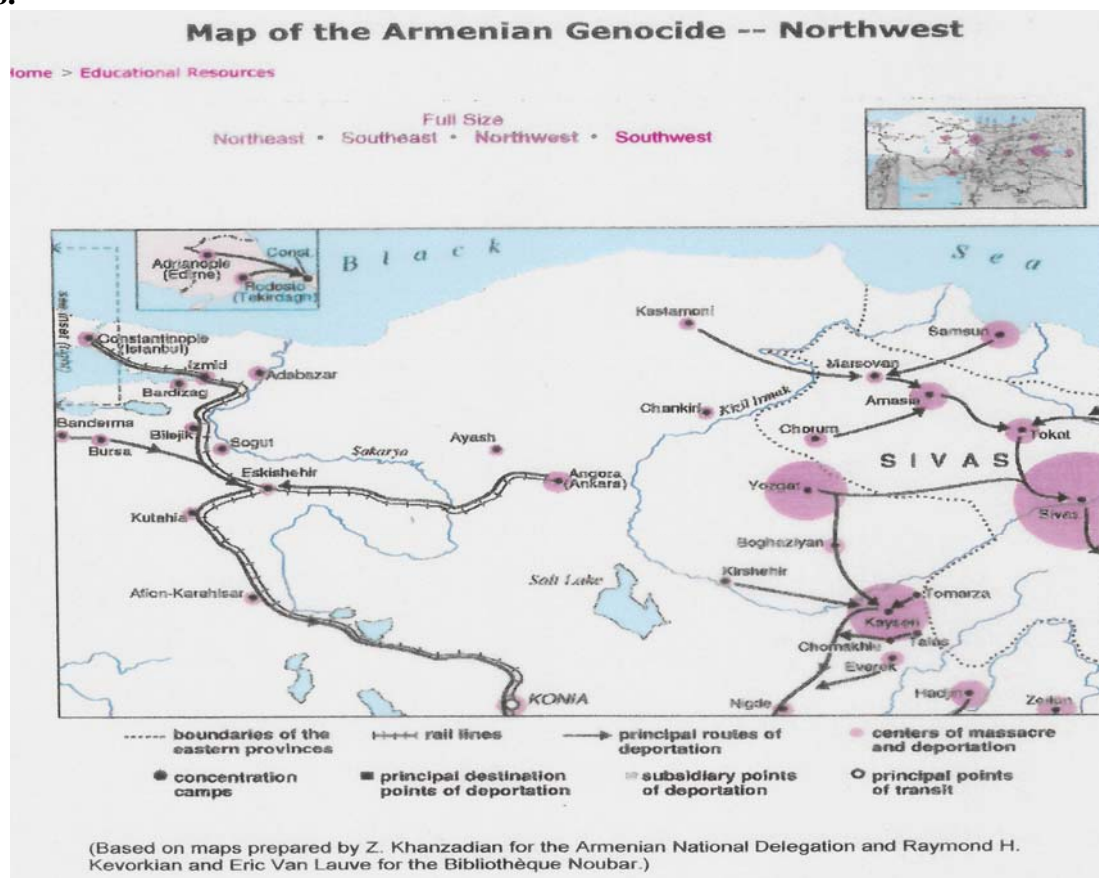 Map of the Armenian Genocide -- Northwest
Home > Educational Resources
Full Size
Northeast • Southeast • Northwest • Southwest
Black Sea
Adrianople
(Edirne)
Const.
Rodosto
(Tekirdagh)
see inset (right)
Constantinople
(Istanbul)
Izmid
Bardizag
Adabazar
Banderma
Bursa
Bilejik
Sogut
Sakarya
Ayash
Eskishehir
Angora
(Ankara)
Kutahia
Afion-Karahisar
KONIA
Salt Lake
Kastamoni
Samsun
Marsovan
Amasia
Chankiri
Kizil Irmak
Chorum
Tokat
SIVAS
Yozgat
Sivas
Boghaziyan
Kirshehir
Tomarza
Kayseri
Talas
Chomakhlu
Everek
Nigde
Hadjin
Zeitun
boundaries of the
eastern provinces
rail lines
principal routes of
deportation
centers of massacre
and deportation
concentration
camps
principal destination
points of deportation
subsidiary points
of deportation
principal points
of transit
(Based on maps prepared by Z. Khanzadian for the Armenian National Delegation and Raymond H.
Kevorkian and Eric Van Lauve for the Bibliothèque Noubar.)